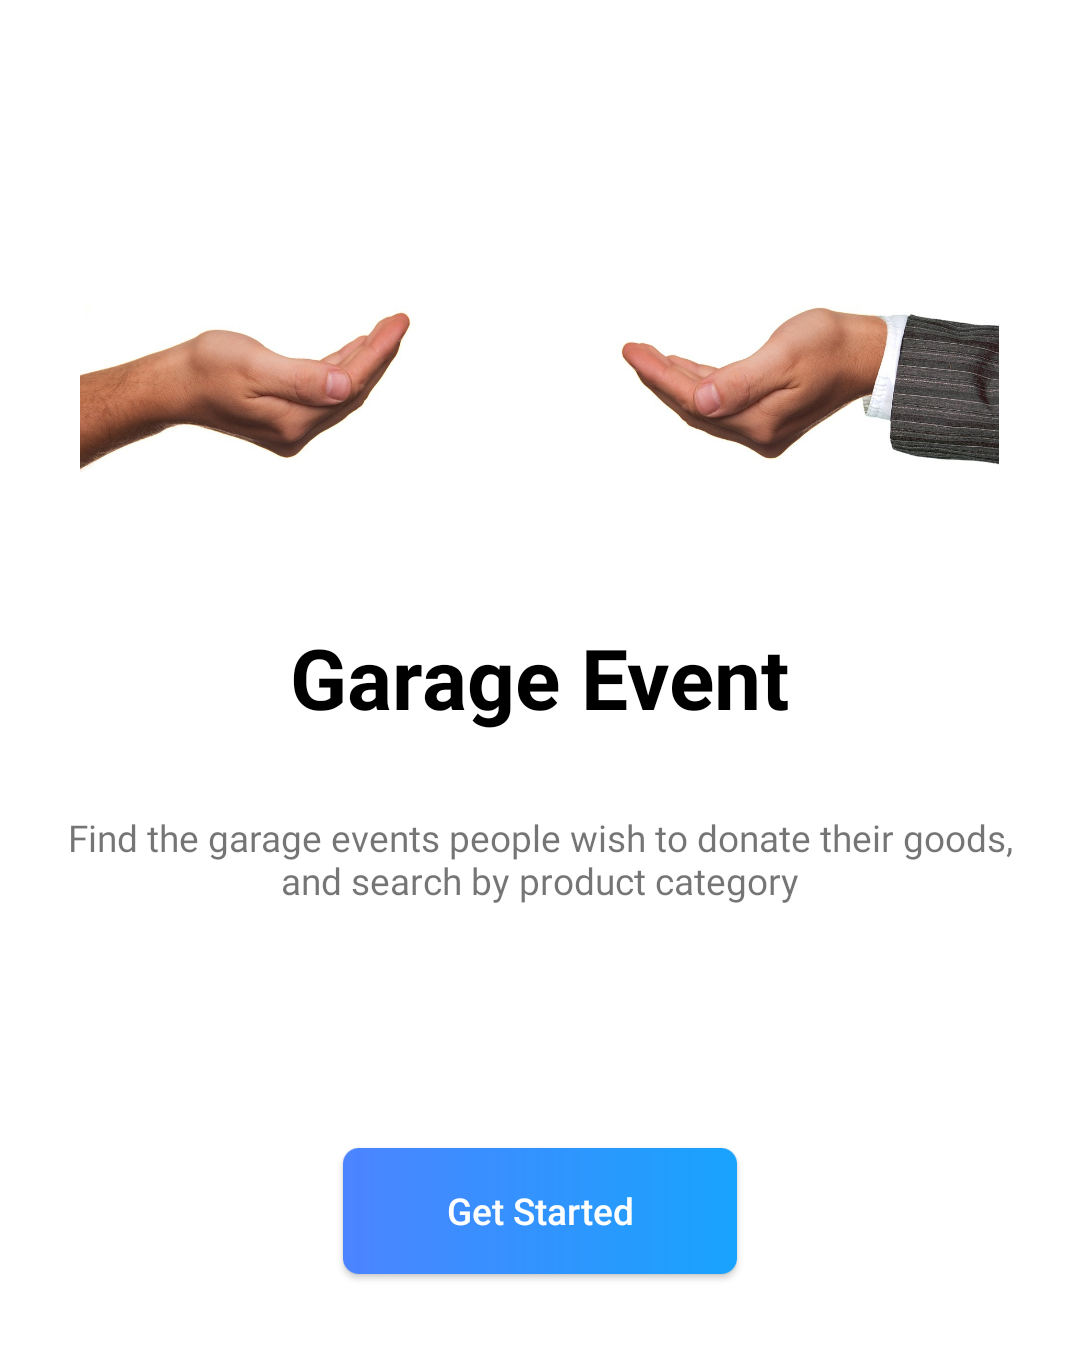 Garage Event
Find the garage events people wish to donate their goods,
and search by product category
Get Started